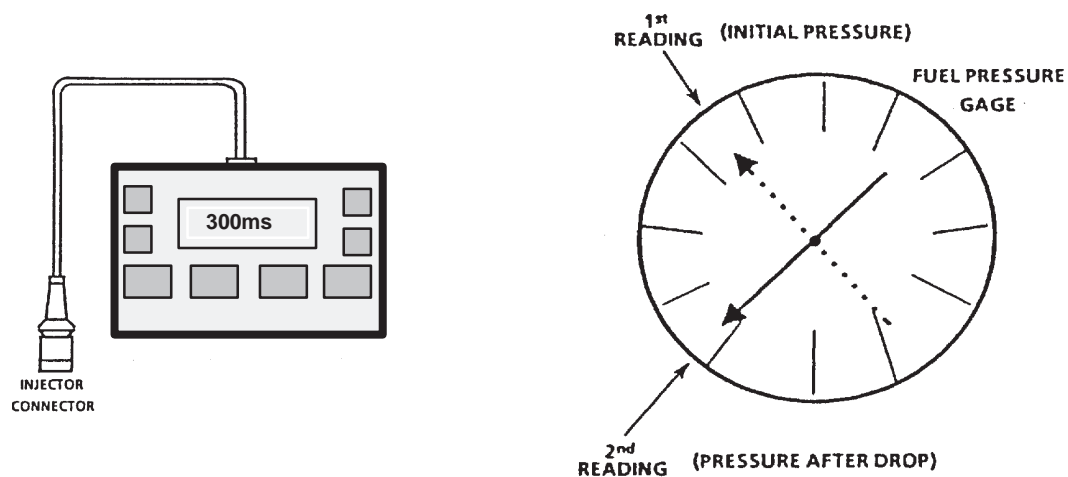 300ms
INJECTOR
CONNECTOR
1st
READING (INITIAL PRESSURE)
FUEL PRESSURE
GAGE
2nd
READING (PRESSURE AFTER DROP)